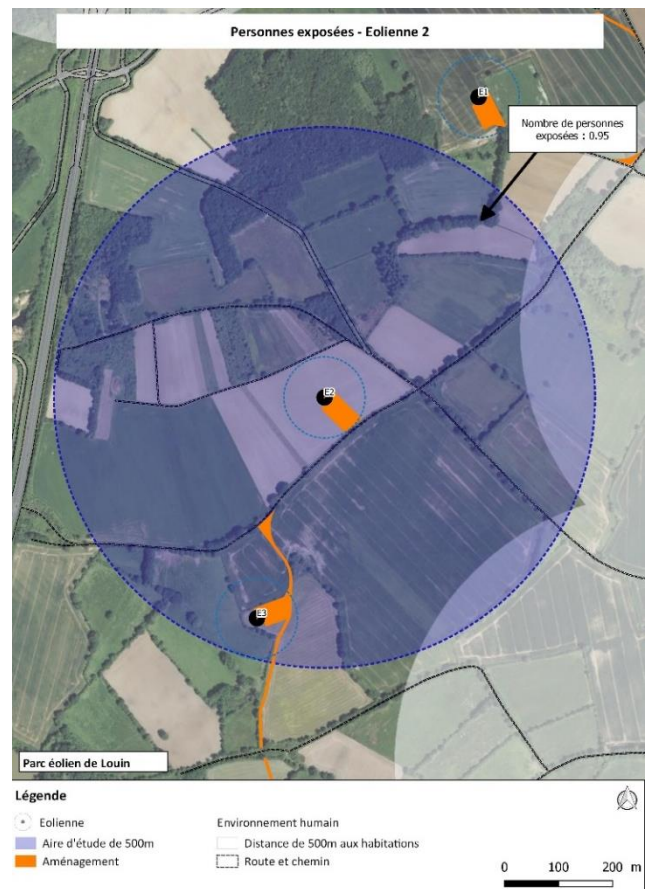 Personnes exposées - Eolienne 2
E1
Nombre de personnes
exposées : 0.95
E2
E3
Parc éolien de Louin
Légende
Eolienne
Aire d'étude de 500m
Aménagement
Environnement humain
Distance de 500m aux habitations
Route et chemin
0 100 200 m